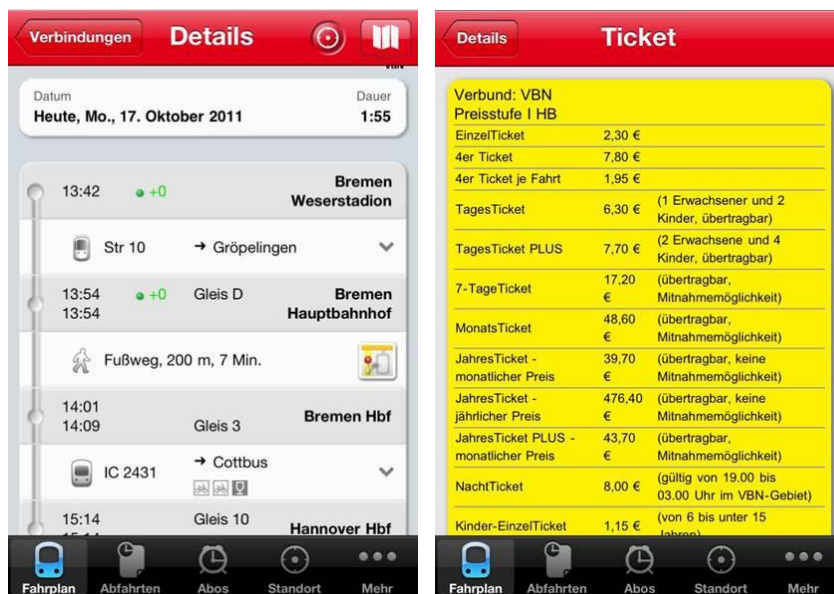 Verbindungen Details
VBN
Datum Dauer
Heute, Mo., 17. Oktober 2011 1:55
13:42 +0 Bremen
Weserstadion
Str 10 → Gröpelingen
13:54 +0 Gleis D Bremen
13:54 Hauptbahnhof
Fußweg, 200 m, 7 Min.
14:01
14:09 Gleis 3 Bremen Hbf
IC 2431 → Cottbus
15:14 Gleis 10 Hannover Hbf
Fahrplan Abfahrten Abos Standort Mehr
Details Ticket
Verbund: VBN
Preisstufe I HB
EinzelTicket 2,30 €
4er Ticket 7,80 €
4er Ticket je Fahrt 1,95 €
TagesTicket 6,30 € (1 Erwachsener und 2
Kinder, übertragbar)
TagesTicket PLUS 7,70 € (2 Erwachsene und 4
Kinder, übertragbar)
7-TageTicket 17,20
€ (übertragbar,
Mitnahmemöglichkeit)
MonatsTicket 48,60
€ (übertragbar,
Mitnahmemöglichkeit)
JahresTicket -
monatlicher Preis 39,70
€ (übertragbar, keine
Mitnahmemöglichkeit)
JahresTicket -
jährlicher Preis 476,40
€ (übertragbar, keine
Mitnahmemöglichkeit)
JahresTicket PLUS -
monatlicher Preis 43,70
€ (übertragbar,
Mitnahmemöglichkeit)
NachtTicket 8,00 € (gültig von 19.00 bis
03.00 Uhr im VBN-Gebiet)
Kinder-EinzelTicket 1,15 € (von 6 bis unter 15
Jahren)
Fahrplan Abfahrten Abos Standort Mehr